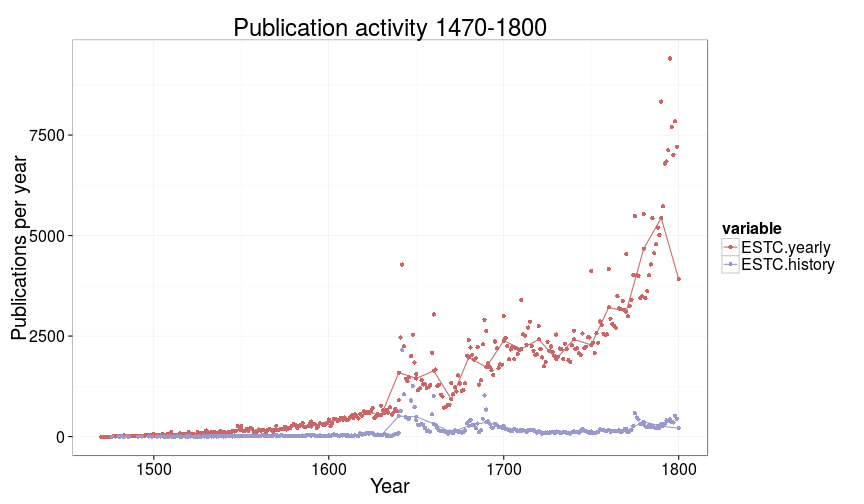 Publication activity 1470-1800
Publications per year
7500
5000
2500
0
1500
1600
1700
1800
Year
variable
ESTC.yearly
ESTC.history